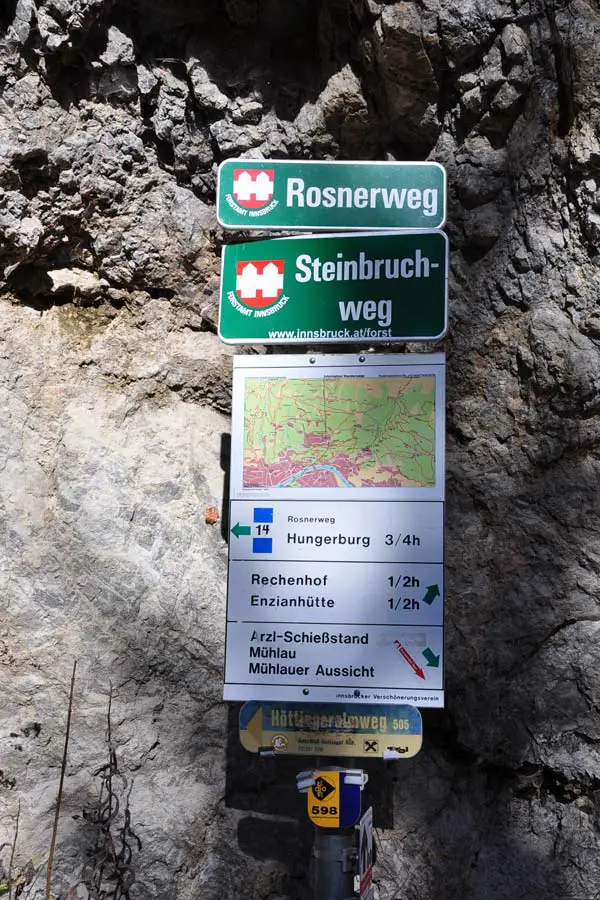 Rosnerweg
FORSTAMT INNSBRUCK
Steinbruch-
weg
FORSTAMT INNSBRUCK
www.innsbruck.at/forst
14
Rosnerweg
Hungerburg 3/4h
Rechenhof 1/2h
Enzianhütte 1/2h
Arzl-Schießstand
Mühlau
Mühlauer Aussicht
Innsbrucker Verschönerungsverein
Höttingeralmweg 505
598